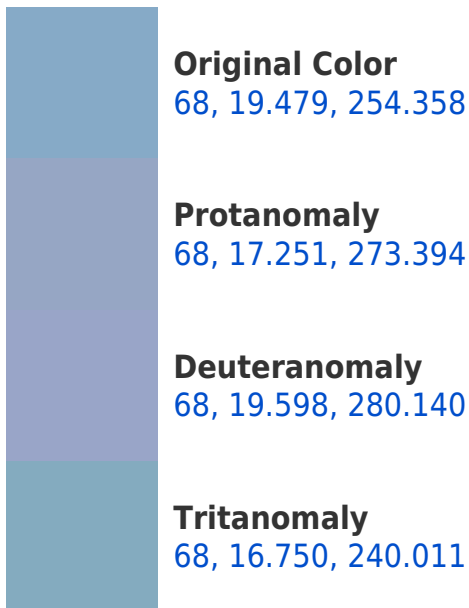 Original Color
68, 19.479, 254.358
Protanomaly
68, 17.251, 273.394
Deuteranomaly
68, 19.598, 280.140
Tritanomaly
68, 16.750, 240.011